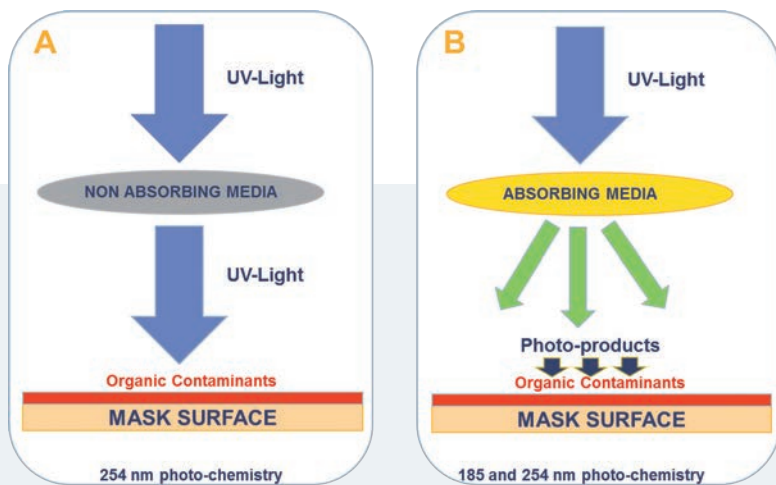 A
UV-Light
NON ABSORBING MEDIA
UV-Light
Organic Contaminants
MASK SURFACE
254 nm photo-chemistry
B
UV-Light
ABSORBING MEDIA
Photo-products
Organic Contaminants
MASK SURFACE
185 and 254 nm photo-chemistry